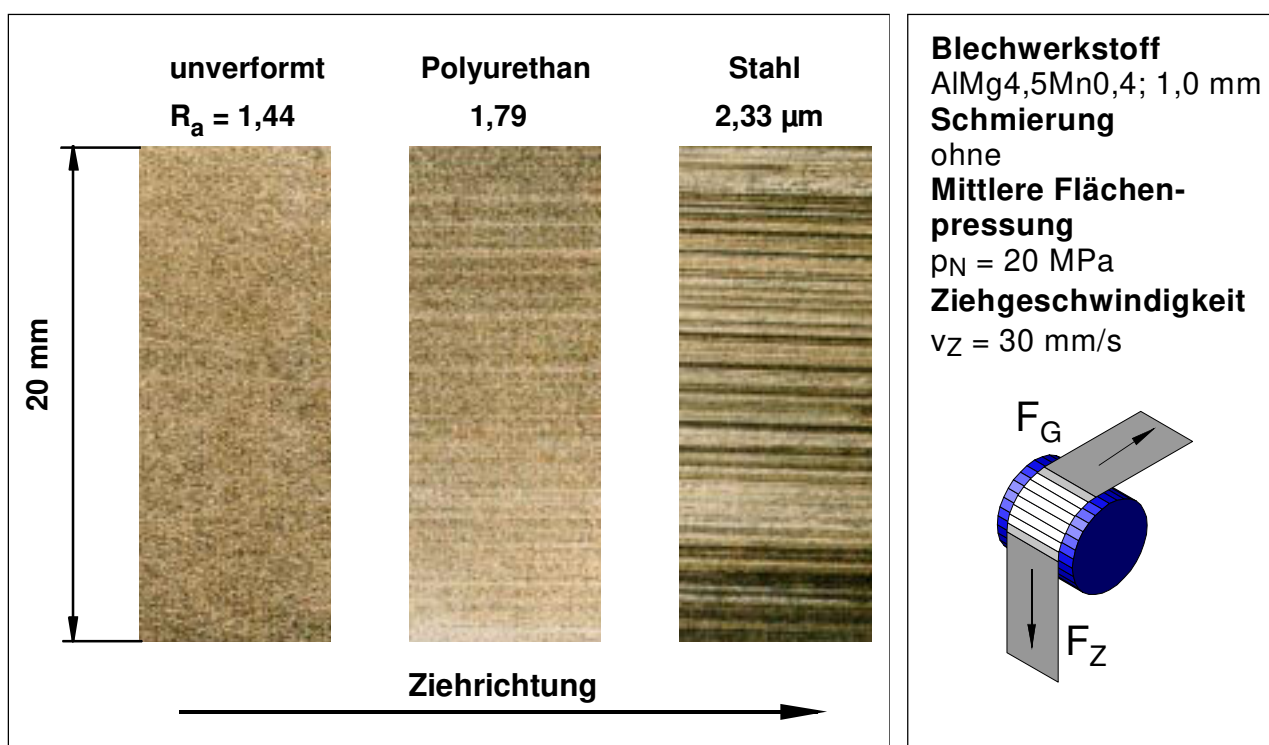 unverformt
Polyurethan
Stahl
Ra = 1,44
1,79
2,33 µm
20 mm
Ziehrichtung
Blechwerkstoff
AlMg4,5Mn0,4; 1,0 mm
Schmierung
ohne
Mittlere Flächen-
pressung
pN = 20 MPa
Ziehgeschwindigkeit
vZ = 30 mm/s
FG
FZ